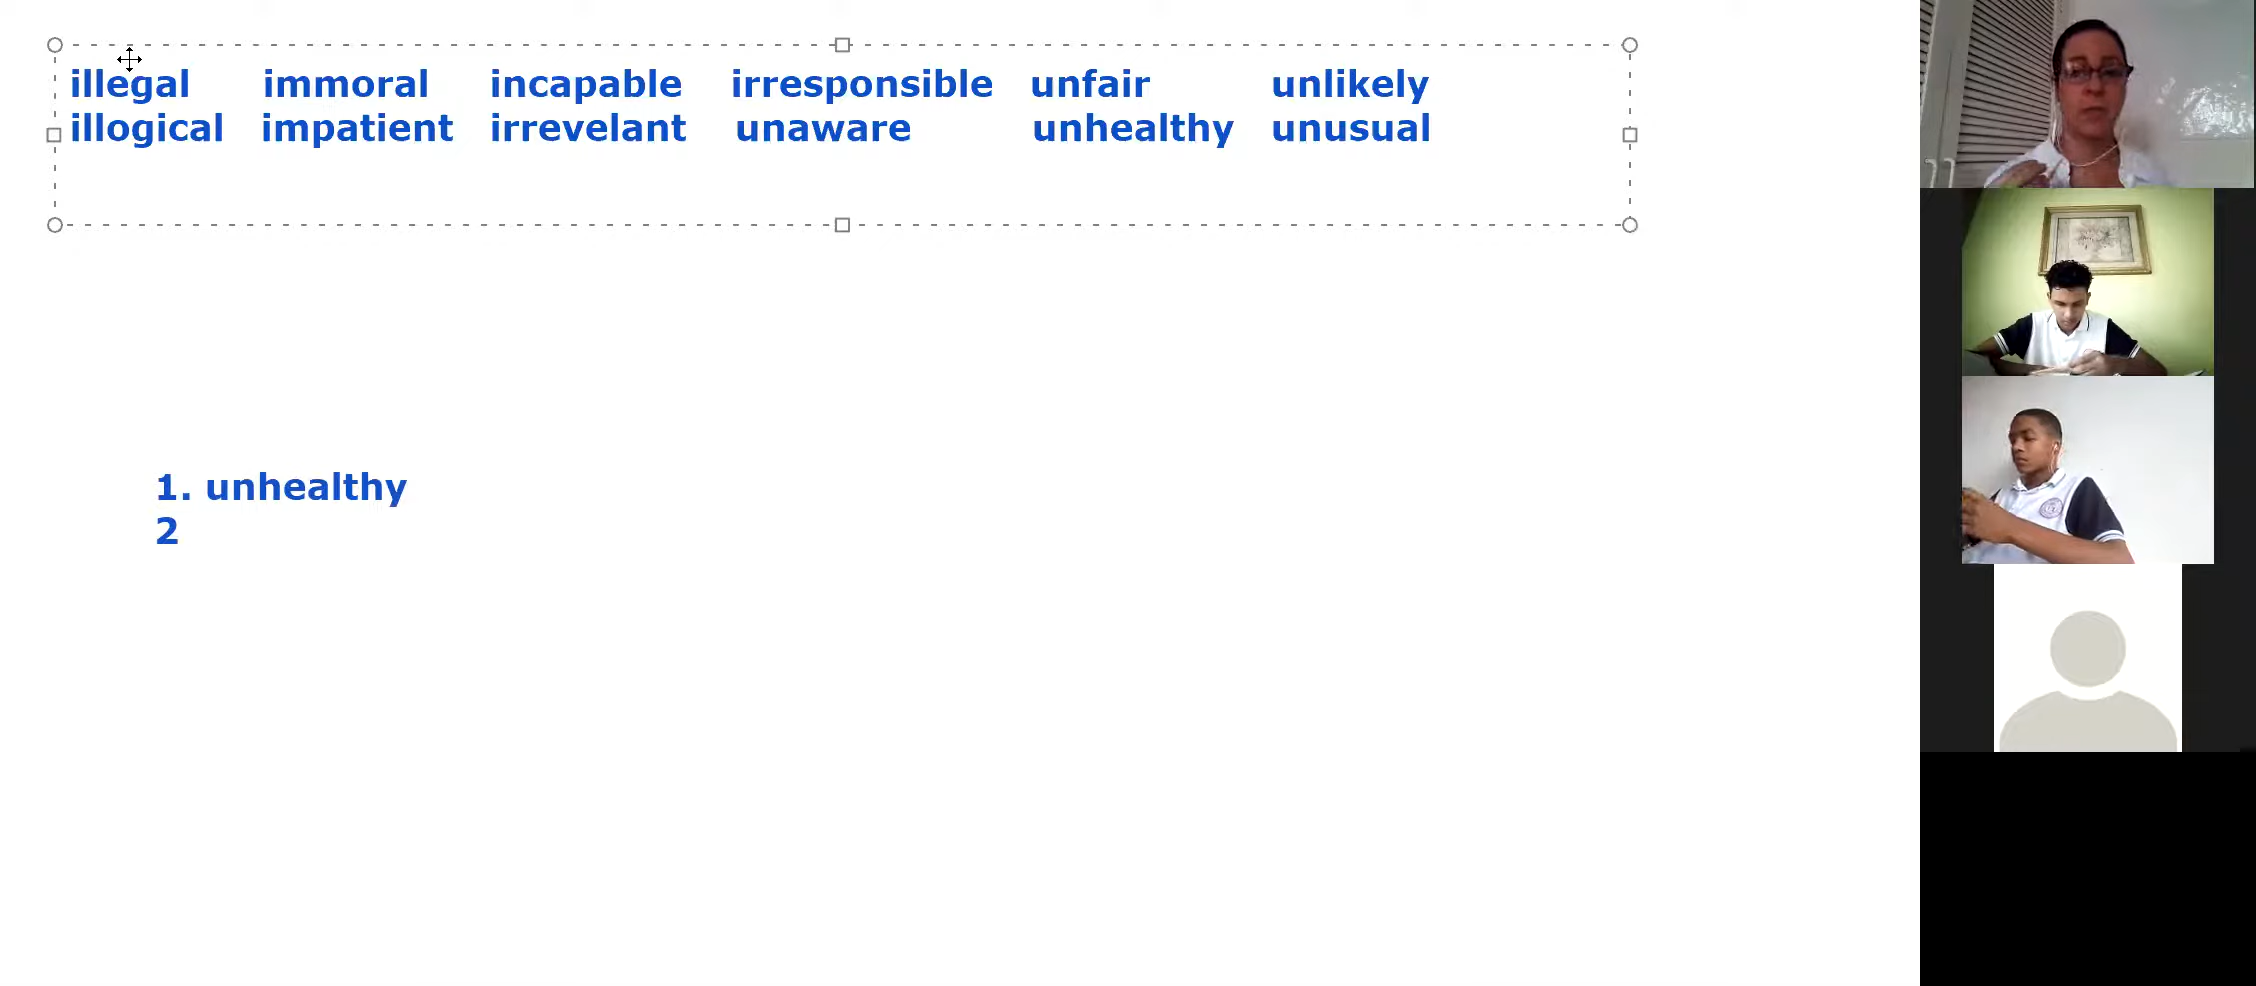 illegal immoral incapable irresponsible unfair unlikely
illogical impatient irrevelant unaware unhealthy unusual
1. unhealthy
2